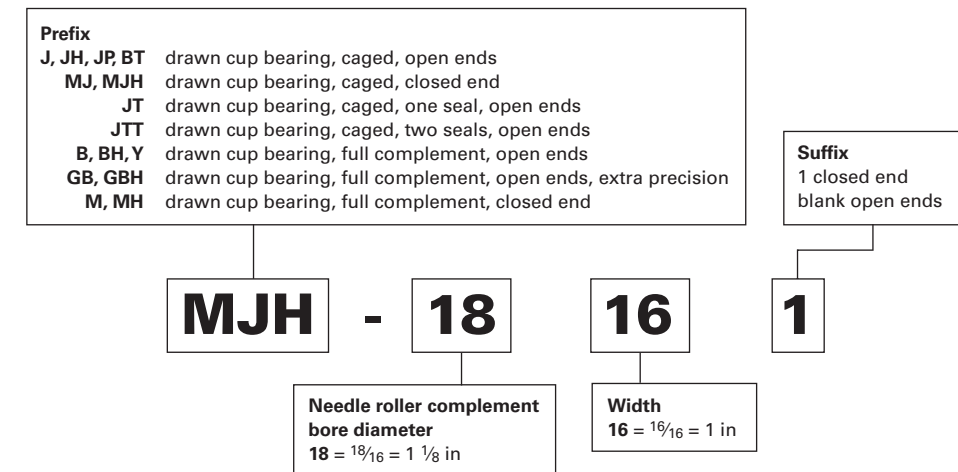 Prefix
J, JH, JP, BT drawn cup bearing, caged, open ends
MJ, MJH drawn cup bearing, caged, closed end
JT drawn cup bearing, caged, one seal, open ends
JTT drawn cup bearing, caged, two seals, open ends
B, BH, Y drawn cup bearing, full complement, open ends
GB, GBH drawn cup bearing, full complement, open ends, extra precision
M, MH drawn cup bearing, full complement, closed end
Suffix
1 closed end
blank open ends
MJH - 18 16 1
Needle roller complement
bore diameter
18 = 18/16 = 1 1/8 in
Width
16 = 16/16 = 1 in